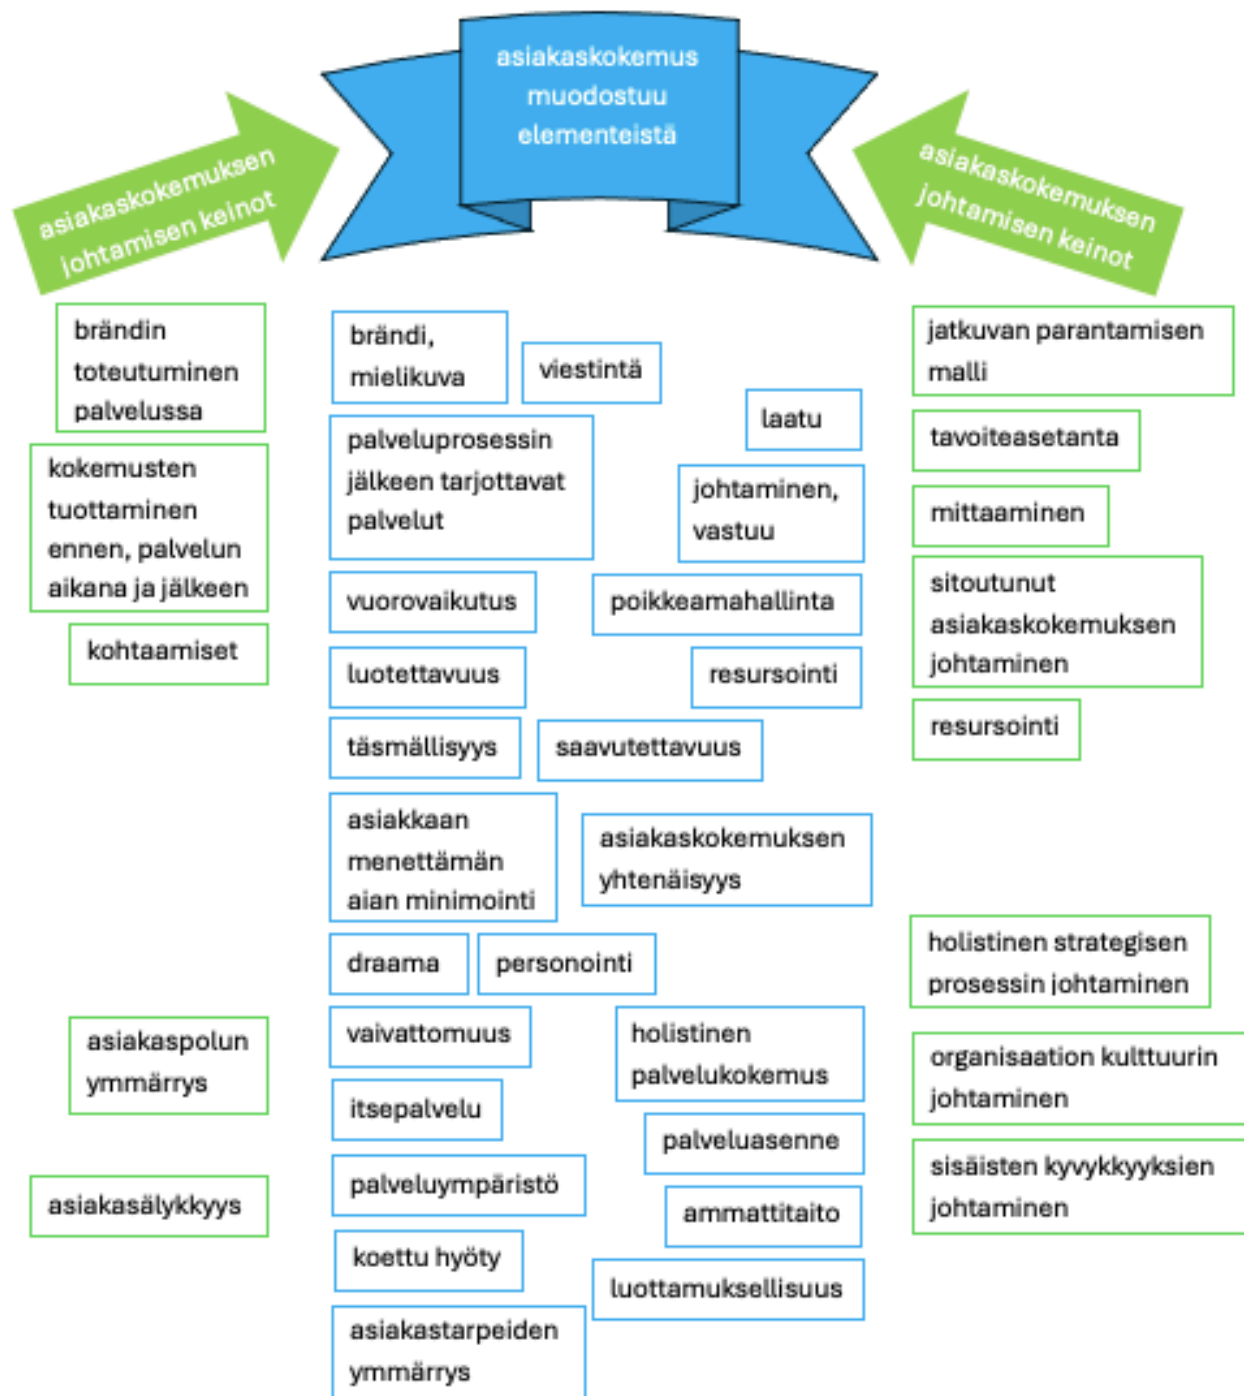 asiakaskokemus
muodostuu
elementeistä
asiakaskokemuksen
johtamisen keinot
asiakaskokemuksen
johtamisen keinot
brändin
toteutuminen
palvelussa
kokemusten
tuottaminen
ennen, palvelun
aikana ja jälkeen
kohtaamiset
asiakaspolun
ymmärrys
asiakasälykkyys
brändi,
mielikuva
viestintä
laatu
palveluprosessin
jälkeen tarjottavat
palvelut
johtaminen,
vastuu
vuorovaikutus
poikkeamahallinta
luotettavuus
resursointi
täsmällisyys
saavutettavuus
asiakkaan
menettämän
aian minimointi
asiakaskokemuksen
yhtenäisyys
draama
personointi
vaivattomuus
holistinen
palvelukokemus
itsepalvelu
palveluasenne
palveluympäristö
ammattitaito
koettu hyöty
luottamuksellisuus
asiakastarpeiden
ymmärrys
jatkuvan parantamisen
malli
tavoiteasetanta
mittaaminen
sitoutunut
asiakaskokemuksen
johtaminen
resursointi
holistinen strategisen
prosessin johtaminen
organisaation kulttuurin
johtaminen
sisäisten kyvykkyyksien
johtaminen